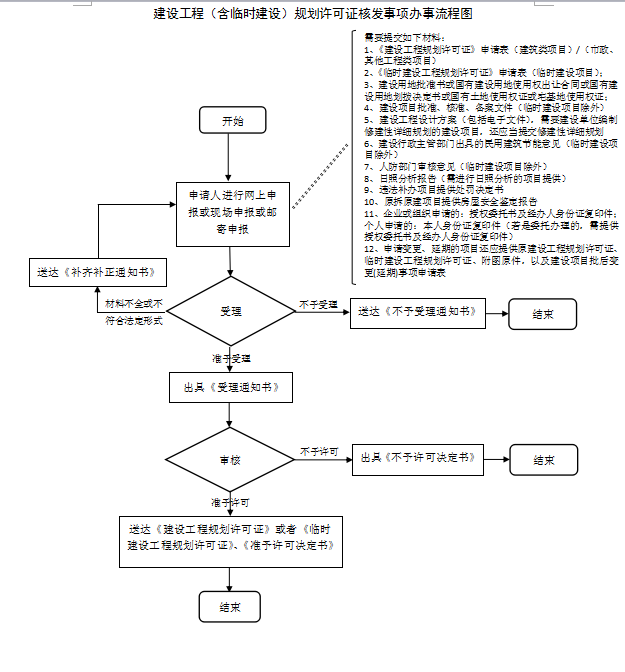 建设工程（含临时建设）规划许可证核发事项办事流程图
需要提交如下材料：
1、《建设工程规划许可证》申请表（建筑类项目）/（市政、
其他工程类项目）
2、《临时建设工程规划许可证》申请表（临时建设项目）；
3、建设用地批准书或国有建设用地使用权出让合同或国有建
设用地划拨决定书或国有土地使用权证或宅基地使用权证；
4、建设项目批准、核准、备案文件（临时建设项目除外）
5、建设工程设计方案（包括电子文件），需要建设单位编制
修建性详细规划的建设项目，还应当提交修建性详细规划
6、建设行政主管部门出具的民用建筑节能意见（临时建设项
目除外）
7、人防部门审核意见（临时建设项目除外）
8、日照分析报告（需进行日照分析的项目提供）
9、违法补办项目提供处罚决定书
10、原拆原建项目提供房屋安全鉴定报告
11、企业或组织申请的：授权委托书及经办人身份证复印件；
个人申请的：本人身份证复印件（若是委托办理的，需提供
授权委托书及经办人身份证复印件）
12、申请变更、延期的项目还应提供原建设工程规划许可证、
临时建设工程规划许可证、附图原件，以及建设项目批后变
更(延期)事项申请表
开始
申请人进行网上申
报或现场申报或邮
寄申报
送达《补齐补正通知书》
材料不全或不
符合法定形式
受理
不予受理
送达《不予受理通知书》
结束
准予受理
出具《受理通知书》
审核
不予许可
出具《不予许可决定书》
结束
准予许可
送达《建设工程规划许可证》或者《临时
建设工程规划许可证》、《准予许可决定书》
结束